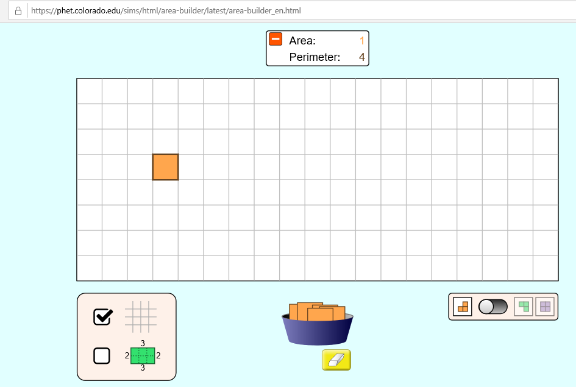 https://phet.colorado.edu/sims/html/area-builder/latest/area-builder_en.html
Area: 1
Perimeter: 4
3
2 2
3